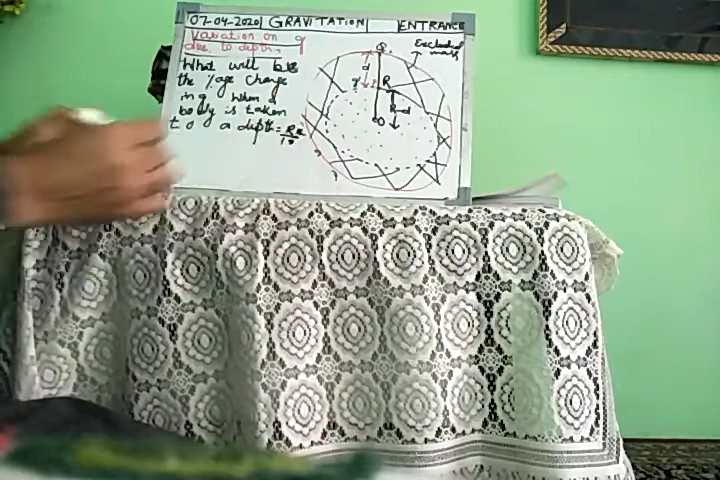 07-04-2020 | GRAVITATION | ENTRANCE
Variation on g
due to depth.
What will be
the %age change
in g when a
body is taken
to a depth = Re
Q
Excluded
mass
d
r
P
R
R-d
O